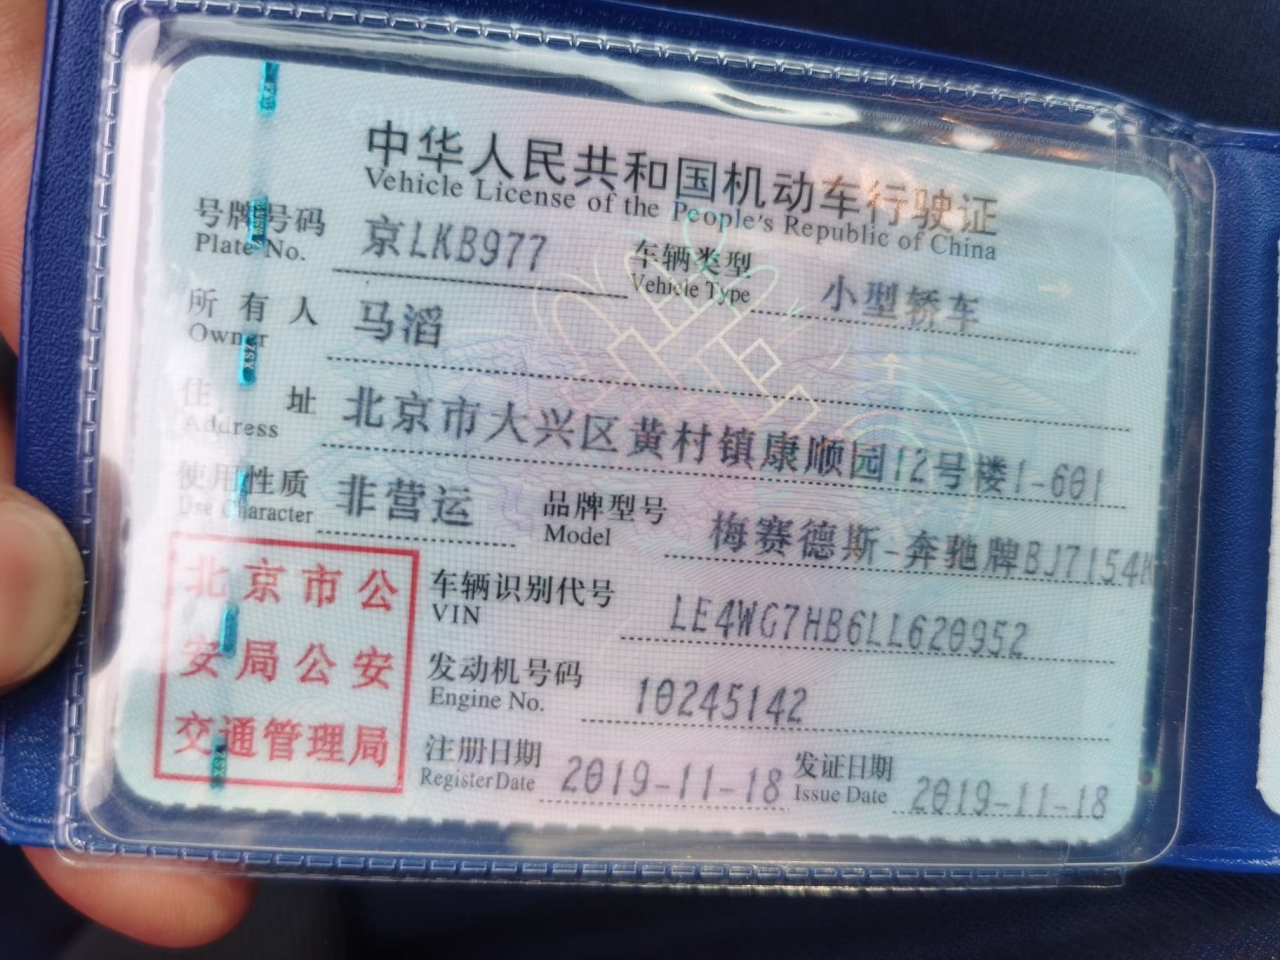 中华人民共和国机动车行驶证
Vehicle License of the People's Republic of China
号牌号码 京LKB977 车辆类型 小型轿车
Plate No. Vehicle Type
所有人 马滔
Owner
住址 北京市大兴区黄村镇康顺园12号楼1-601
Address
使用性质 非营运 品牌型号 梅赛德斯-奔驰牌BJ7154
Use Character Model
北京市公
安局公安
交通管理局
车辆识别代号 LE4WG7HB6LL620952
VIN
发动机号码 10245142
Engine No.
注册日期 2019-11-18 发证日期 2019-11-18
Register Date Issue Date